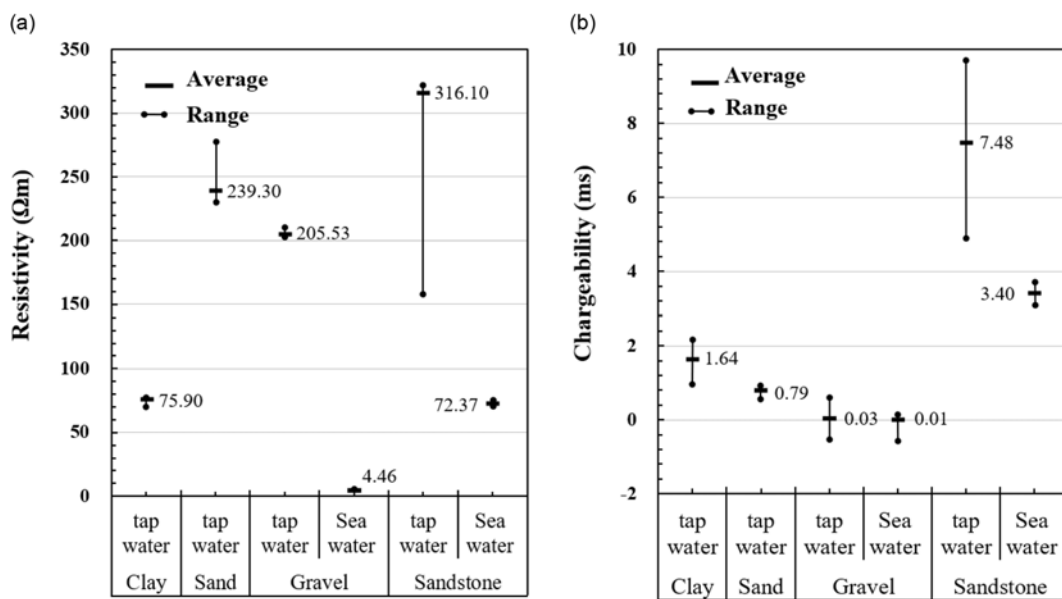 (a)
350
300
250
200
150
100
50
0
Resistivity (Ωm)
Average
Range
75.90
239.30
205.53
4.46
316.10
72.37
tap water
tap water
tap water
Sea water
tap water
Sea water
Clay
Sand
Gravel
Sandstone
(b)
10
8
6
4
2
0
-2
Chargeability (ms)
Average
Range
1.64
0.79
0.03
0.01
7.48
3.40
tap water
tap water
tap water
Sea water
tap water
Sea water
Clay
Sand
Gravel
Sandstone